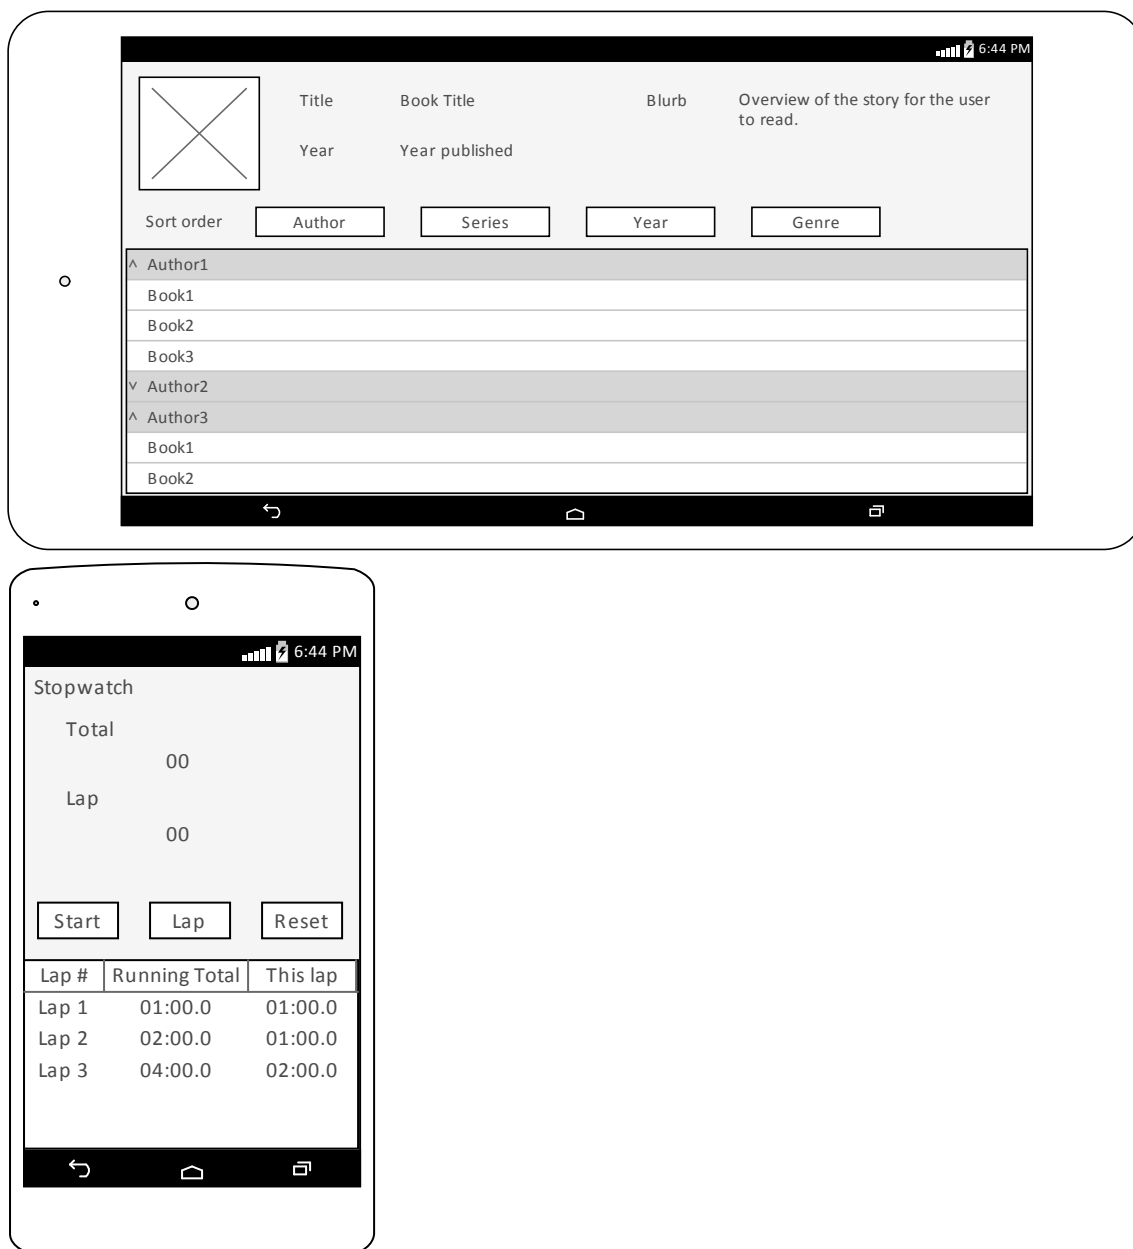 6:44 PM
Title Book Title Blurb Overview of the story for the user
to read.
Year Year published
Sort order Author Series Year Genre
^ Author1
Book1
Book2
Book3
˅ Author2
^ Author3
Book1
Book2
6:44 PM
Stopwatch
Total
00
Lap
00
Start Lap Reset
Lap # Running Total This lap
Lap 1 01:00.0 01:00.0
Lap 2 02:00.0 01:00.0
Lap 3 04:00.0 02:00.0